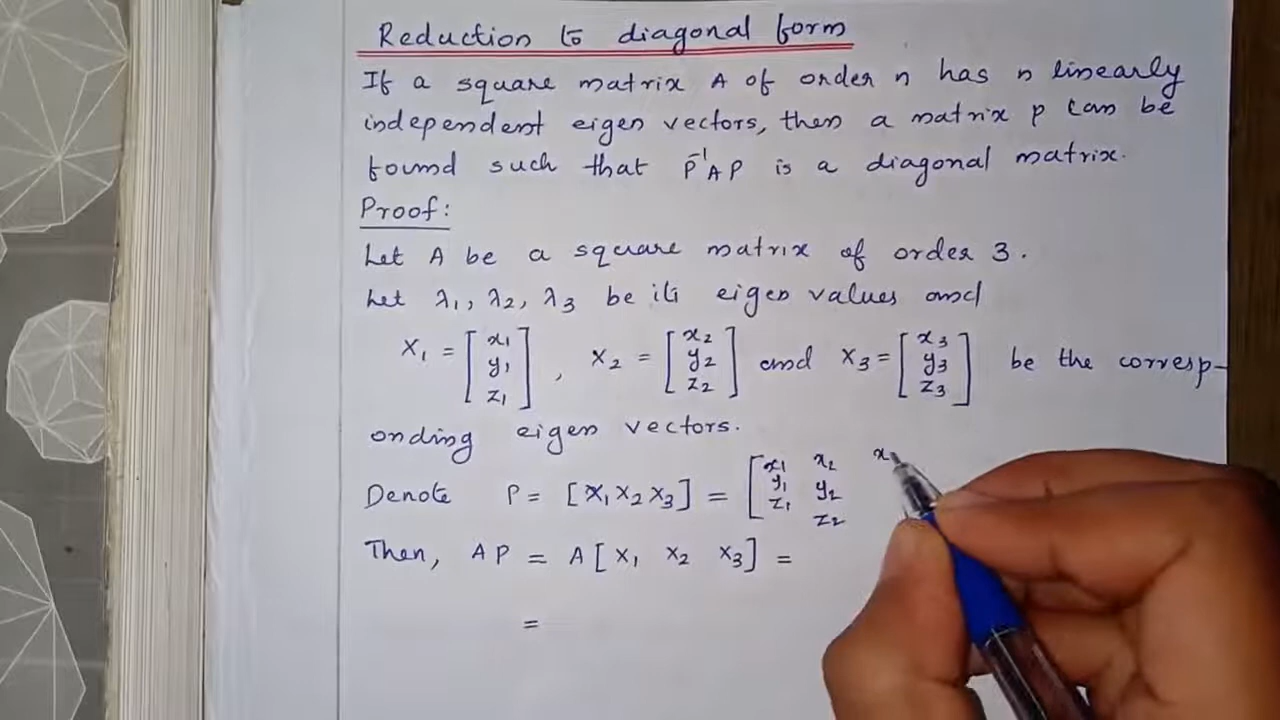 Reduction to diagonal form
If a square matrix A of order n has n linearly
independent eigen vectors, then a matrix P can be
found such that P⁻¹AP is a diagonal matrix.
Proof:
Let A be a square matrix of order 3.
Let λ₁, λ₂, λ₃ be its eigen values and
X₁ = [x₁ y₁ z₁], X₂ = [x₂ y₂ z₂] and X₃ = [x₃ y₃ z₃] be the corresp-
onding eigen vectors.
Denote P = [X₁ X₂ X₃] = [x₁ x₂ x
y₁ y₂
z₁ z₂
Then, AP = A[X₁ X₂ X₃] =
=